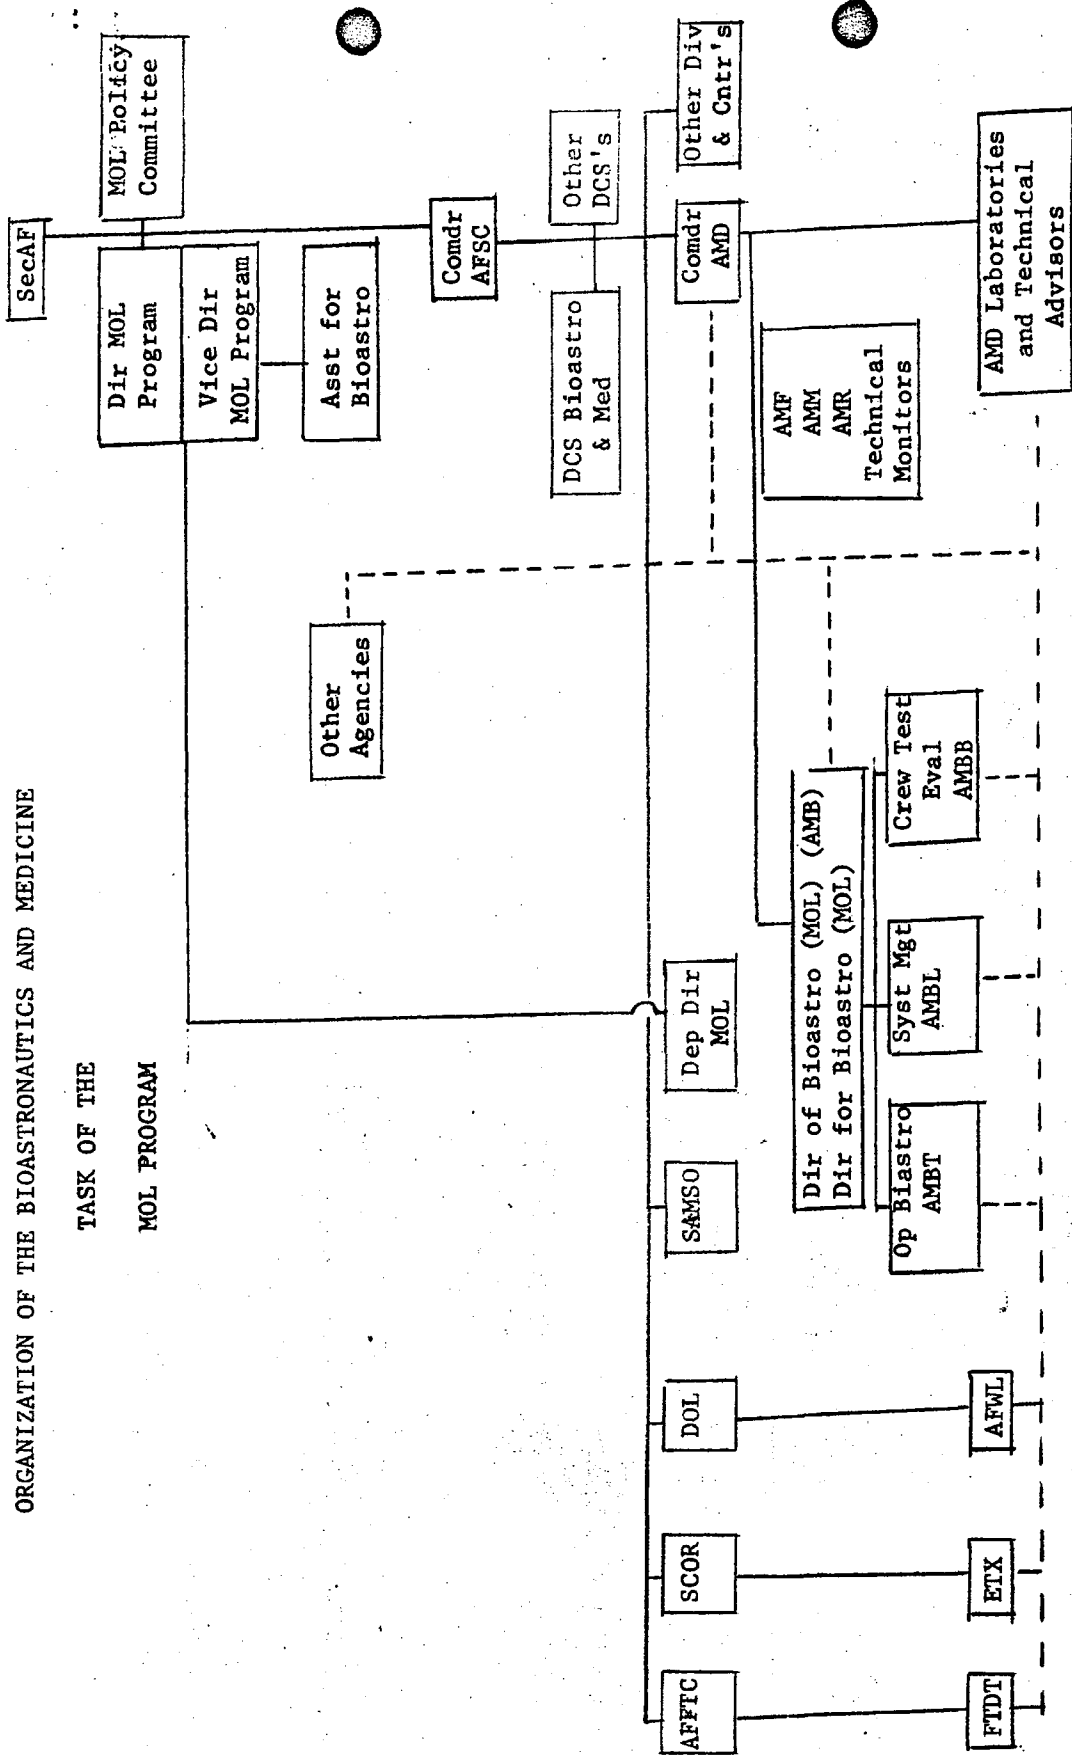 ORGANIZATION OF THE BIOASTRONAUTICS AND MEDICINE
TASK OF THE
MOL PROGRAM
SecAF
MOL Policy
Committee
Dir MOL
Program
Vice Dir
MOL Program
Asst for
Bioastro
Other
Agencies
Comdr
AFSC
Other
DCS's
DCS Bioastro
& Med
AFFTC
SCOR
DOL
SAMSO
Dep Dir
MOL
Comdr
AMD
Other Div
& Cntr's
AMF
AMM
AMR
Technical
Monitors
Dir of Bioastro (MOL) (AMB)
Dir for Bioastro (MOL)
Op Biastro
AMBT
Syst Mgt
AMBL
Crew Test
Eval
AMBB
FTDT
ETX
AFWL
AMD Laboratories
and Technical
Advisors